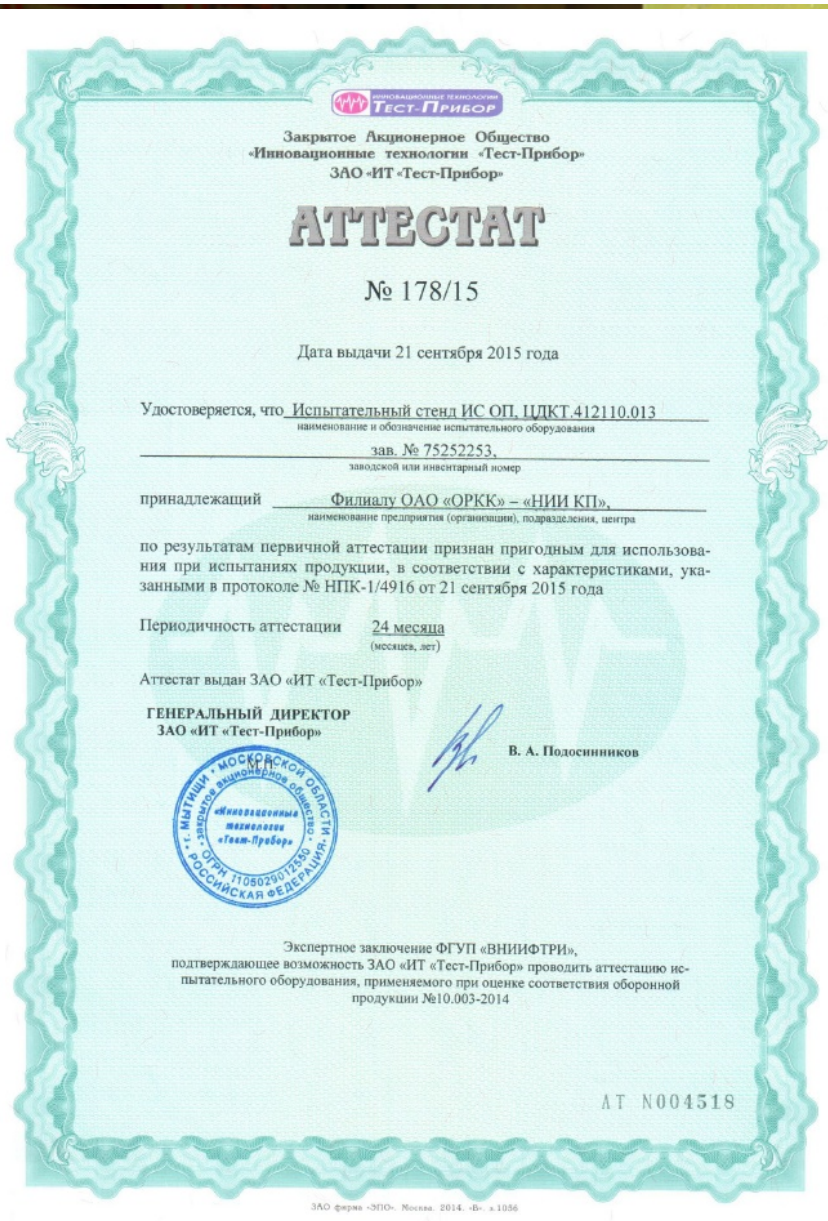 ИННОВАЦИОННЫЕ ТЕХНОЛОГИИ
ТЕСТ-ПРИБОР
Закрытое Акционерное Общество
«Инновационные технологии «Тест-Прибор»
ЗАО «ИТ «Тест-Прибор»
АТТЕСТАТ
№ 178/15
Дата выдачи 21 сентября 2015 года
Удостоверяется, что Испытательный стенд ИС ОП, ЦДКТ.412110.013
наименование и обозначение испытательного оборудования
зав. № 75252253,
заводской или инвентарный номер
принадлежащий Филиалу ОАО «ОРКК» – «НИИ КП»,
наименование предприятия (организации), подразделения, центра
по результатам первичной аттестации признан пригодным для использова-
ния при испытаниях продукции, в соответствии с характеристиками, ука-
занными в протоколе № НПК-1/4916 от 21 сентября 2015 года
Периодичность аттестации 24 месяца
(месяцев, лет)
Аттестат выдан ЗАО «ИТ «Тест-Прибор»
ГЕНЕРАЛЬНЫЙ ДИРЕКТОР
ЗАО «ИТ «Тест-Прибор»
В. А. Подосинников
М.П.
г. МЫТИЩИ • МОСКОВСКОЙ ОБЛАСТИ •
РОССИЙСКАЯ ФЕДЕРАЦИЯ
закрытое акционерное общество
ОГРН 1105029012550
«Инновационные
технологии
«Тест-Прибор»
Экспертное заключение ФГУП «ВНИИФТРИ»,
подтверждающее возможность ЗАО «ИТ «Тест-Прибор» проводить аттестацию ис-
пытательного оборудования, применяемого при оценке соответствия оборонной
продукции №10.003-2014
АТ N004518
ЗАО фирма «ЭПО», Москва, 2014, «В», з.1056